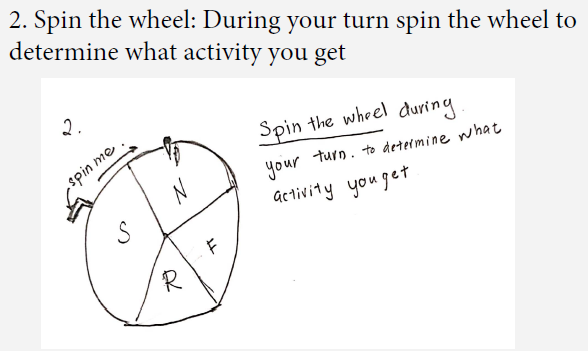 2. Spin the wheel: During your turn spin the wheel to
determine what activity you get
2.
spin me
N
S
F
R
Spin the wheel during
your turn. to determine what
activity you get